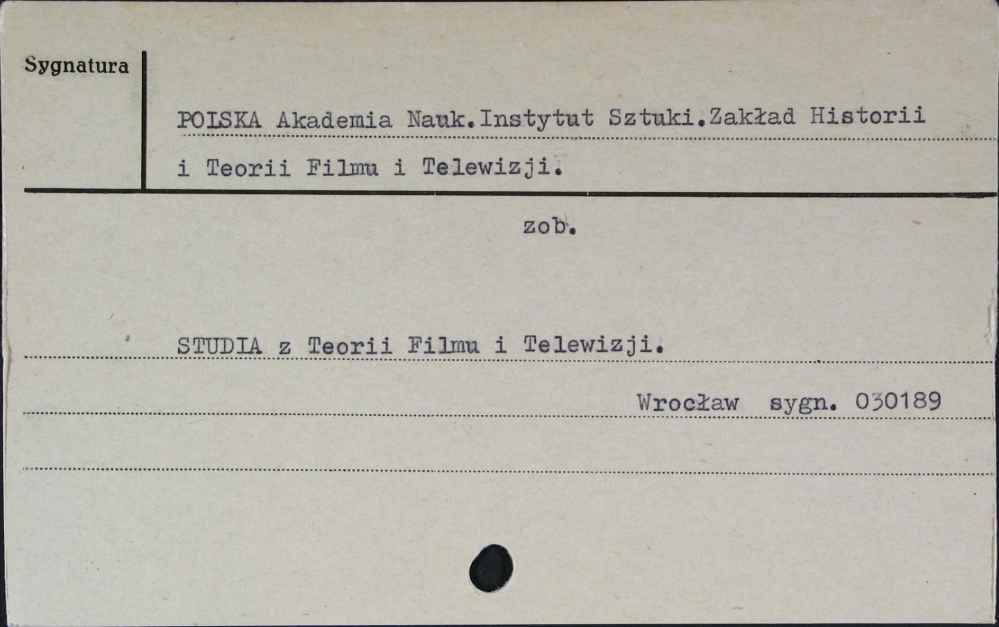 Sygnatura
POLSKA Akademia Nauk.Instytut Sztuki.Zakład Historii
i Teorii Filmu i Telewizji.
zob.
STUDIA z Teorii Filmu i Telewizji.
Wrocław sygn. 030189